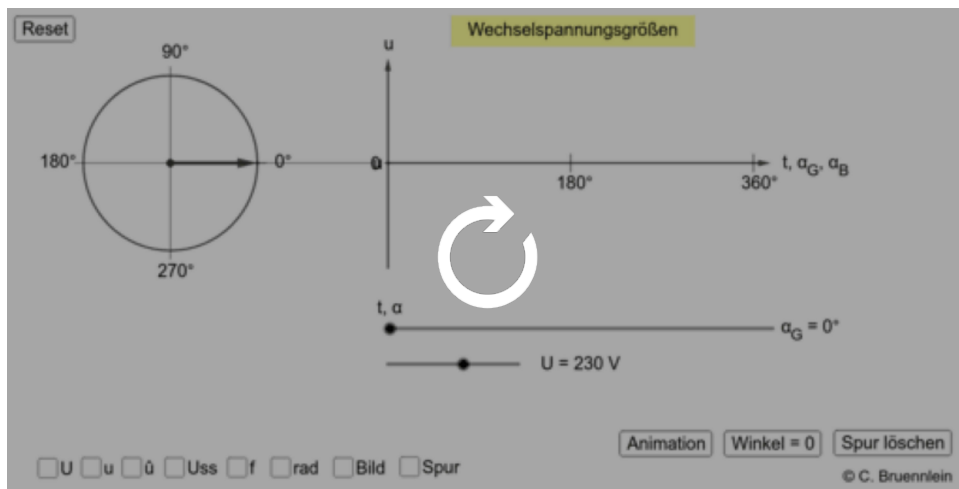 Reset
Wechselspannungsgrößen
90°
u
180°
0°
t, α_G, α_B
180°
360°
270°
t, α
α_G = 0°
U = 230 V
Animation
Winkel = 0
Spur löschen
U u û Uss f rad Bild Spur
© C. Bruennlein